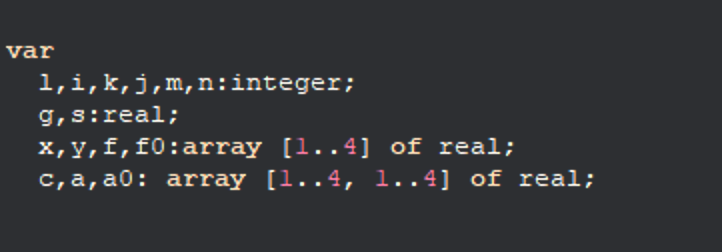 var
l,i,k,j,m,n:integer;
g,s:real;
x,y,f,f0:array [1..4] of real;
c,a,a0: array [1..4, 1..4] of real;